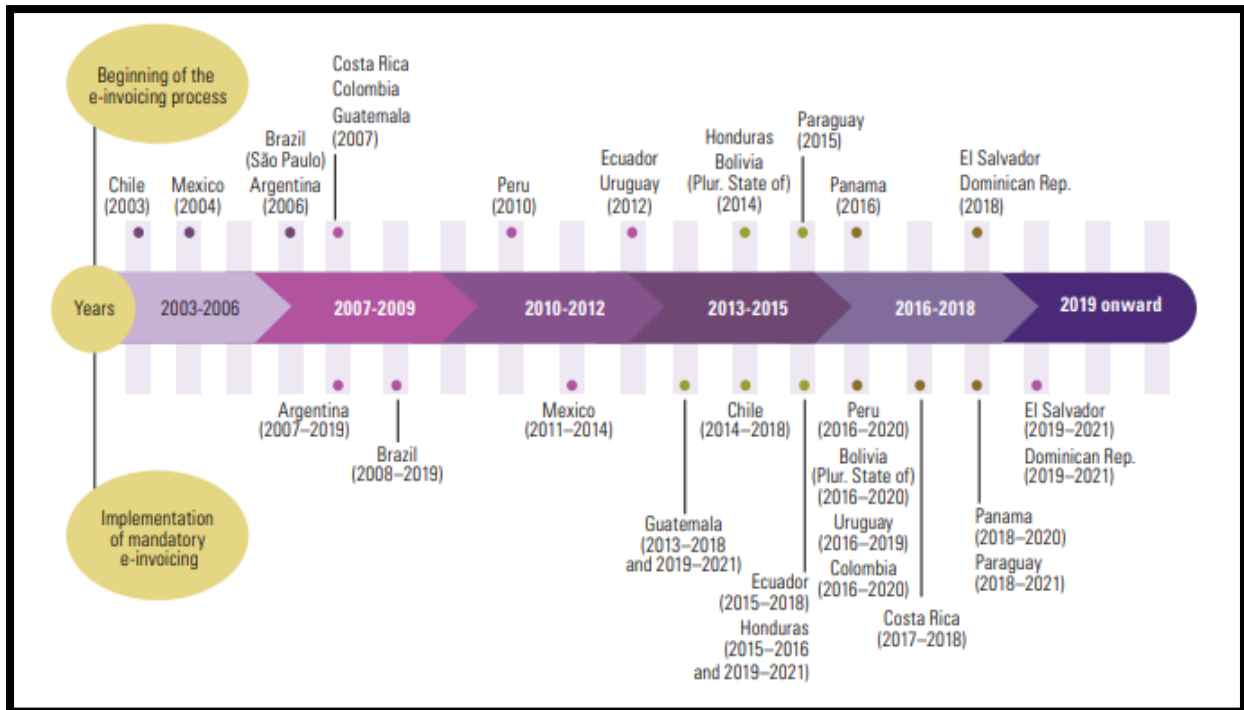 Beginning of the
e-invoicing process
Chile
(2003)
Mexico
(2004)
Brazil
(São Paulo)
Argentina
(2006)
Costa Rica
Colombia
Guatemala
(2007)
Peru
(2010)
Ecuador
Uruguay
(2012)
Honduras
Bolivia
(Plur. State of)
(2014)
Paraguay
(2015)
Panama
(2016)
El Salvador
Dominican Rep.
(2018)
Years
2003-2006
2007-2009
2010-2012
2013-2015
2016-2018
2019 onward
Implementation
of mandatory
e-invoicing
Argentina
(2007–2019)
Brazil
(2008–2019)
Mexico
(2011–2014)
Guatemala
(2013–2018
and 2019–2021)
Chile
(2014–2018)
Ecuador
(2015–2018)
Honduras
(2015–2016
and 2019–2021)
Peru
(2016–2020)
Bolivia
(Plur. State of)
(2016–2020)
Uruguay
(2016–2019)
Colombia
(2016–2020)
Costa Rica
(2017–2018)
Panama
(2018–2020)
Paraguay
(2018–2021)
El Salvador
(2019–2021)
Dominican Rep.
(2019–2021)